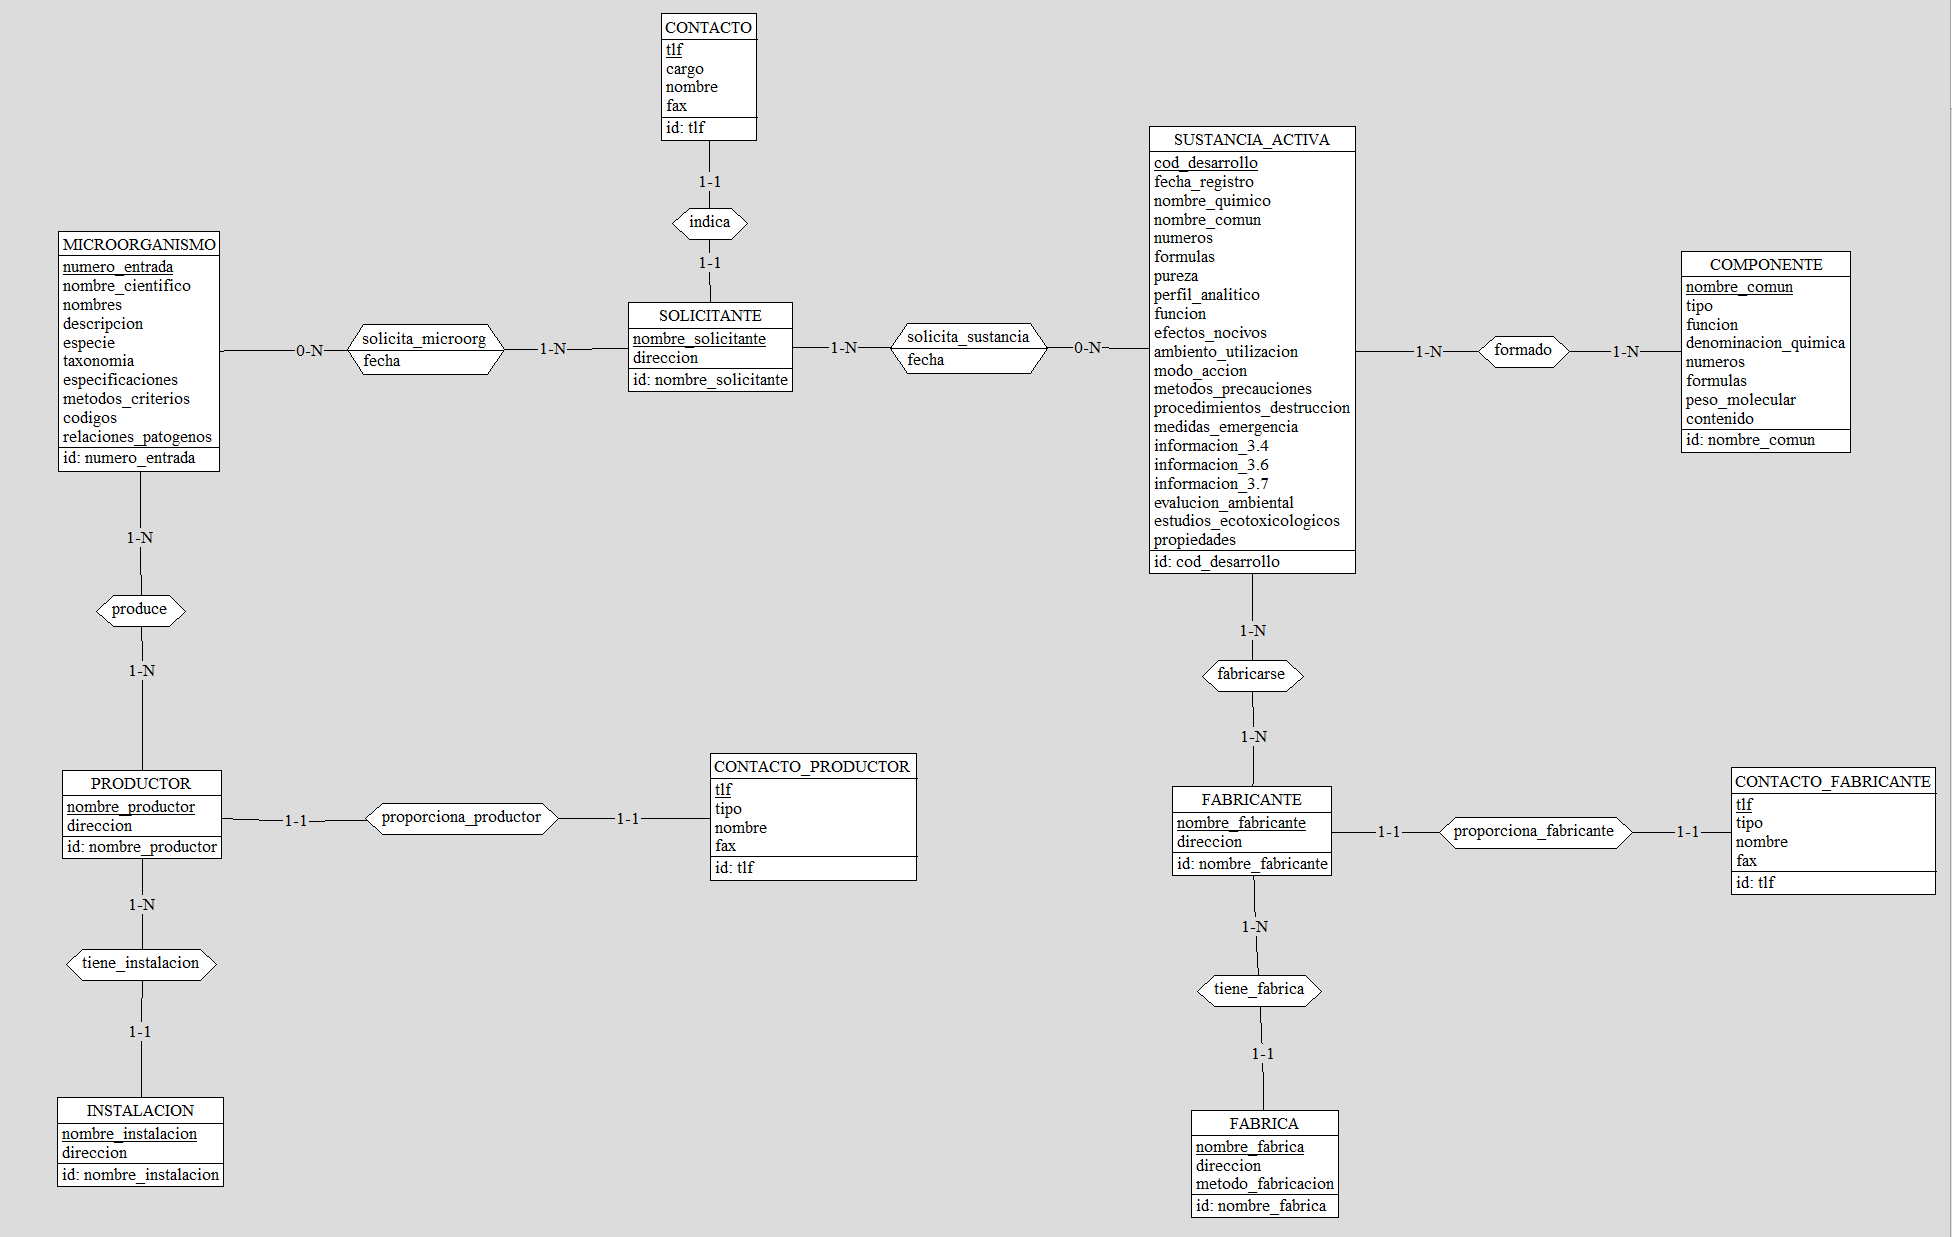 CONTACTO
tlf
cargo
nombre
fax
id: tlf
1-1
indica
1-1
SOLICITANTE
nombre_solicitante
direccion
id: nombre_solicitante
MICROORGANISMO
numero_entrada
nombre_cientifico
nombres
descripcion
especie
taxonomia
especificaciones
metodos_criterios
codigos
relaciones_patogenos
id: numero_entrada
0-N
solicita_microorg
fecha
1-N
1-N
solicita_sustancia
fecha
0-N
SUSTANCIA_ACTIVA
cod_desarrollo
fecha_registro
nombre_quimico
nombre_comun
numeros
formulas
pureza
perfil_analitico
funcion
efectos_nocivos
ambiento_utilizacion
modo_accion
metodos_precauciones
procedimientos_destruccion
medidas_emergencia
informacion_3.4
informacion_3.6
informacion_3.7
evalucion_ambiental
estudios_ecotoxicologicos
propiedades
id: cod_desarrollo
1-N
formado
1-N
COMPONENTE
nombre_comun
tipo
funcion
denominacion_quimica
numeros
formulas
peso_molecular
contenido
id: nombre_comun
1-N
produce
1-N
PRODUCTOR
nombre_productor
direccion
id: nombre_productor
1-1
proporciona_productor
1-1
CONTACTO_PRODUCTOR
tlf
tipo
nombre
fax
id: tlf
1-N
tiene_instalacion
1-1
INSTALACION
nombre_instalacion
direccion
id: nombre_instalacion
1-N
fabricarse
1-N
FABRICANTE
nombre_fabricante
direccion
id: nombre_fabricante
1-1
proporciona_fabricante
1-1
CONTACTO_FABRICANTE
tlf
tipo
nombre
fax
id: tlf
1-N
tiene_fabrica
1-1
FABRICA
nombre_fabrica
direccion
metodo_fabricacion
id: nombre_fabrica